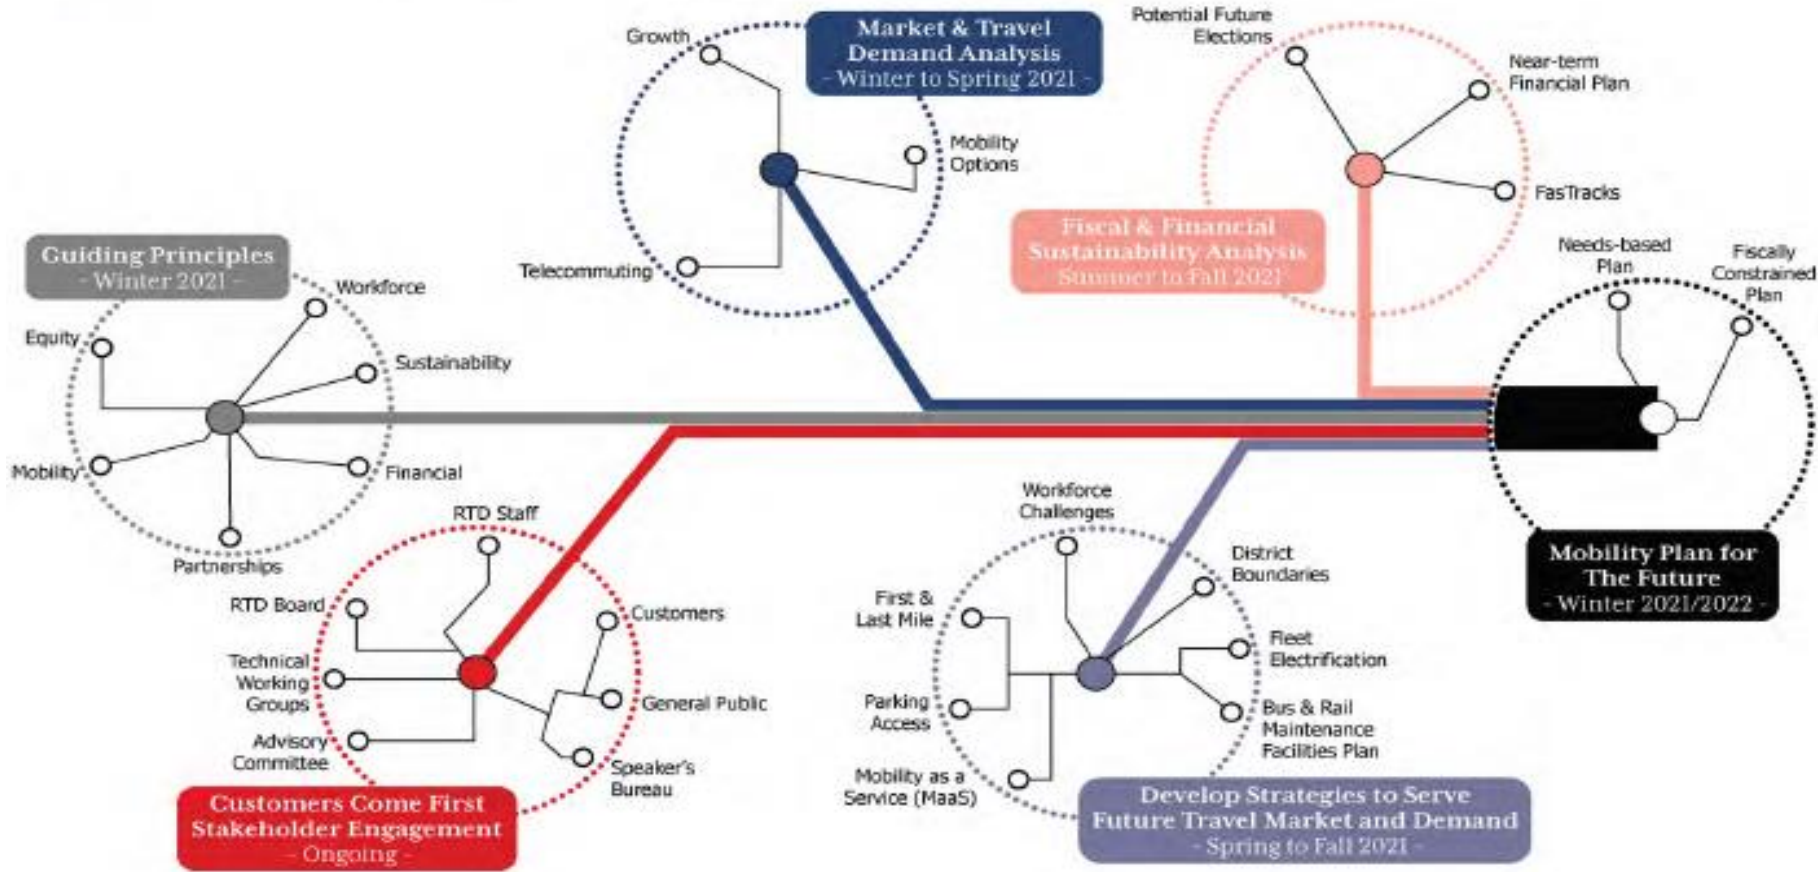 Growth
Market & Travel
Demand Analysis
- Winter to Spring 2021 -
Mobility
Options
Telecommuting
Potential Future
Elections
Near-term
Financial Plan
FasTracks
Fiscal & Financial
Sustainability Analysis
Summer to Fall 2021
Guiding Principles
- Winter 2021 -
Workforce
Equity
Sustainability
Mobility
Financial
Partnerships
Needs-based
Plan
Fiscally
Constrained
Plan
Mobility Plan for
The Future
- Winter 2021/2022 -
RTD Staff
RTD Board
Customers
Technical
Working
Groups
General Public
Advisory
Committee
Speaker's
Bureau
Customers Come First
Stakeholder Engagement
- Ongoing -
Workforce
Challenges
District
Boundaries
First &
Last Mile
Fleet
Electrification
Parking
Access
Bus & Rail
Maintenance
Facilities Plan
Mobility as a
Service (MaaS)
Develop Strategies to Serve
Future Travel Market and Demand
- Spring to Fall 2021 -